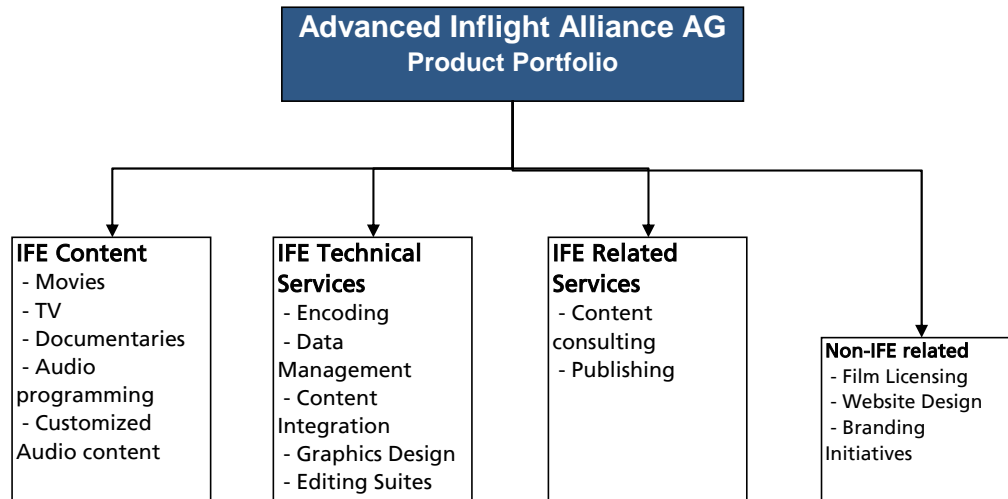 Advanced Inflight Alliance AG
Product Portfolio
IFE Content
- Movies
- TV
- Documentaries
- Audio
programming
- Customized
Audio content
IFE Technical
Services
- Encoding
- Data
Management
- Content
Integration
- Graphics Design
- Editing Suites
IFE Related
Services
- Content
consulting
- Publishing
Non-IFE related
- Film Licensing
- Website Design
- Branding
Initiatives